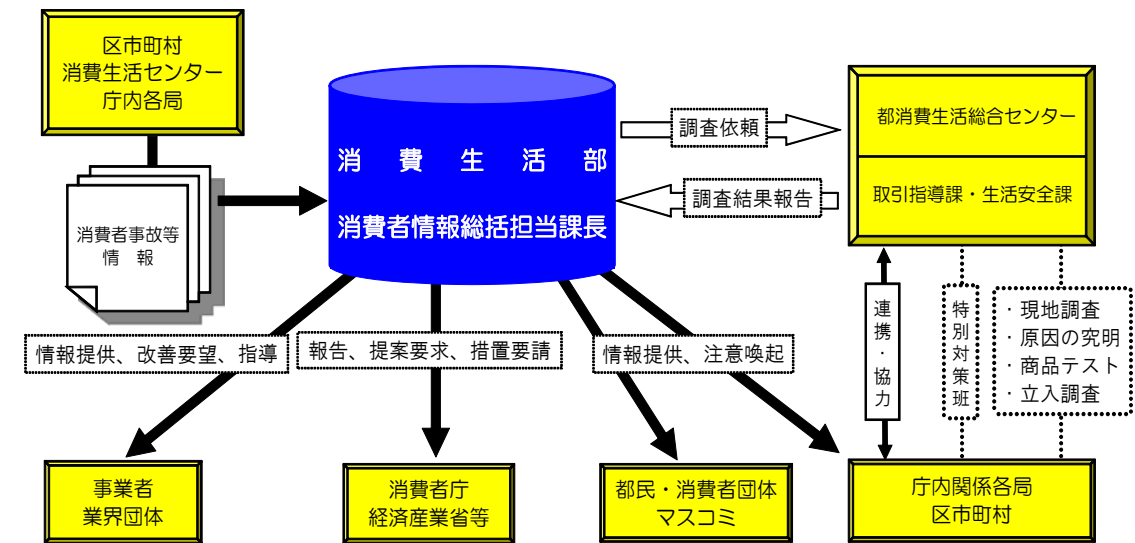 区市町村
消費生活センター
庁内各局
消費者事故等
情　報
消　費　生　活　部
消費者情報総括担当課長
調査依頼
調査結果報告
都消費生活総合センター
取引指導課・生活安全課
連携・協力
特別対策班
・現地調査
・原因の究明
・商品テスト
・立入調査
情報提供、改善要望、指導
報告、提案要求、措置要請
情報提供、注意喚起
事業者
業界団体
消費者庁
経済産業省等
都民・消費者団体
マスコミ
庁内関係各局
区市町村